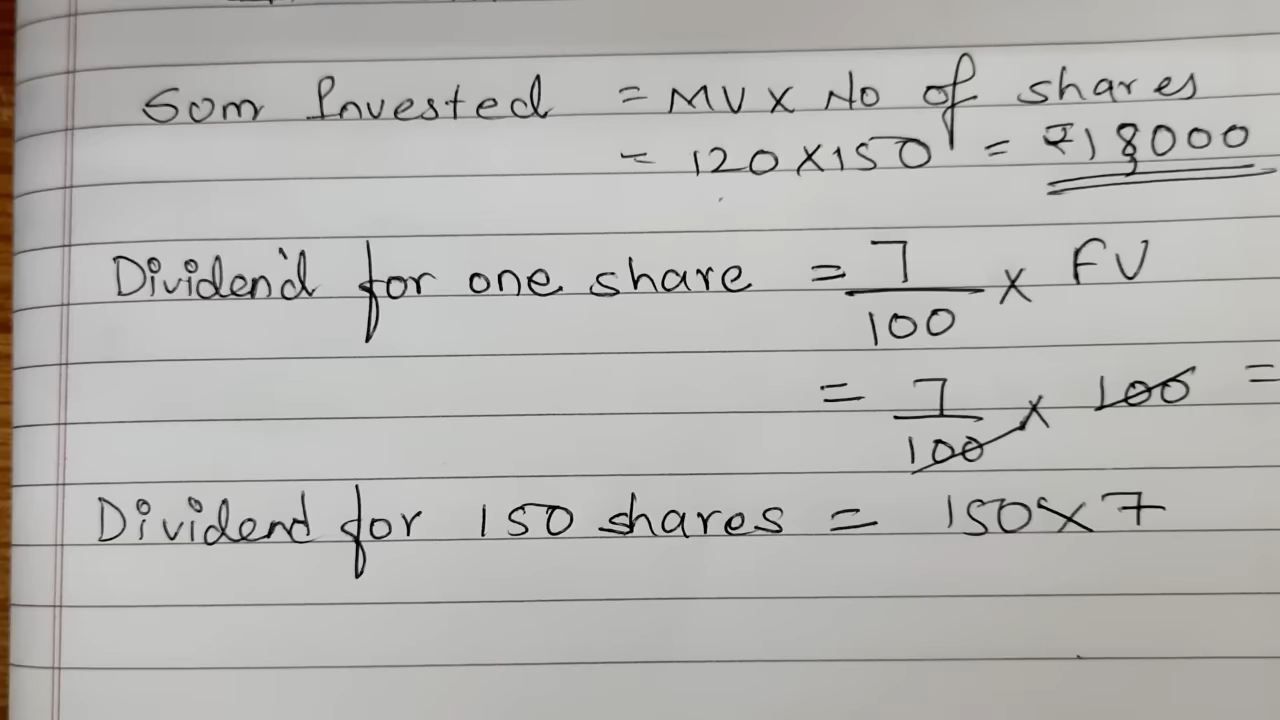 Som Invested = MV X No of shares
= 120 X 150 = ₹18000
Dividend for one share = 7/100 X FV
= 7/100 X 100 =
Dividend for 150 shares = 150 X 7